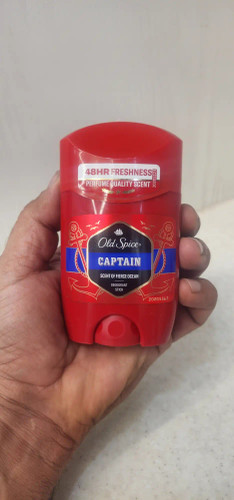 48HR FRESHNESS
PERFUME QUALITY SCENT
Old Spice
CAPTAIN
SCENT OF FIERCE OCEAN
DEODORANT
STICK